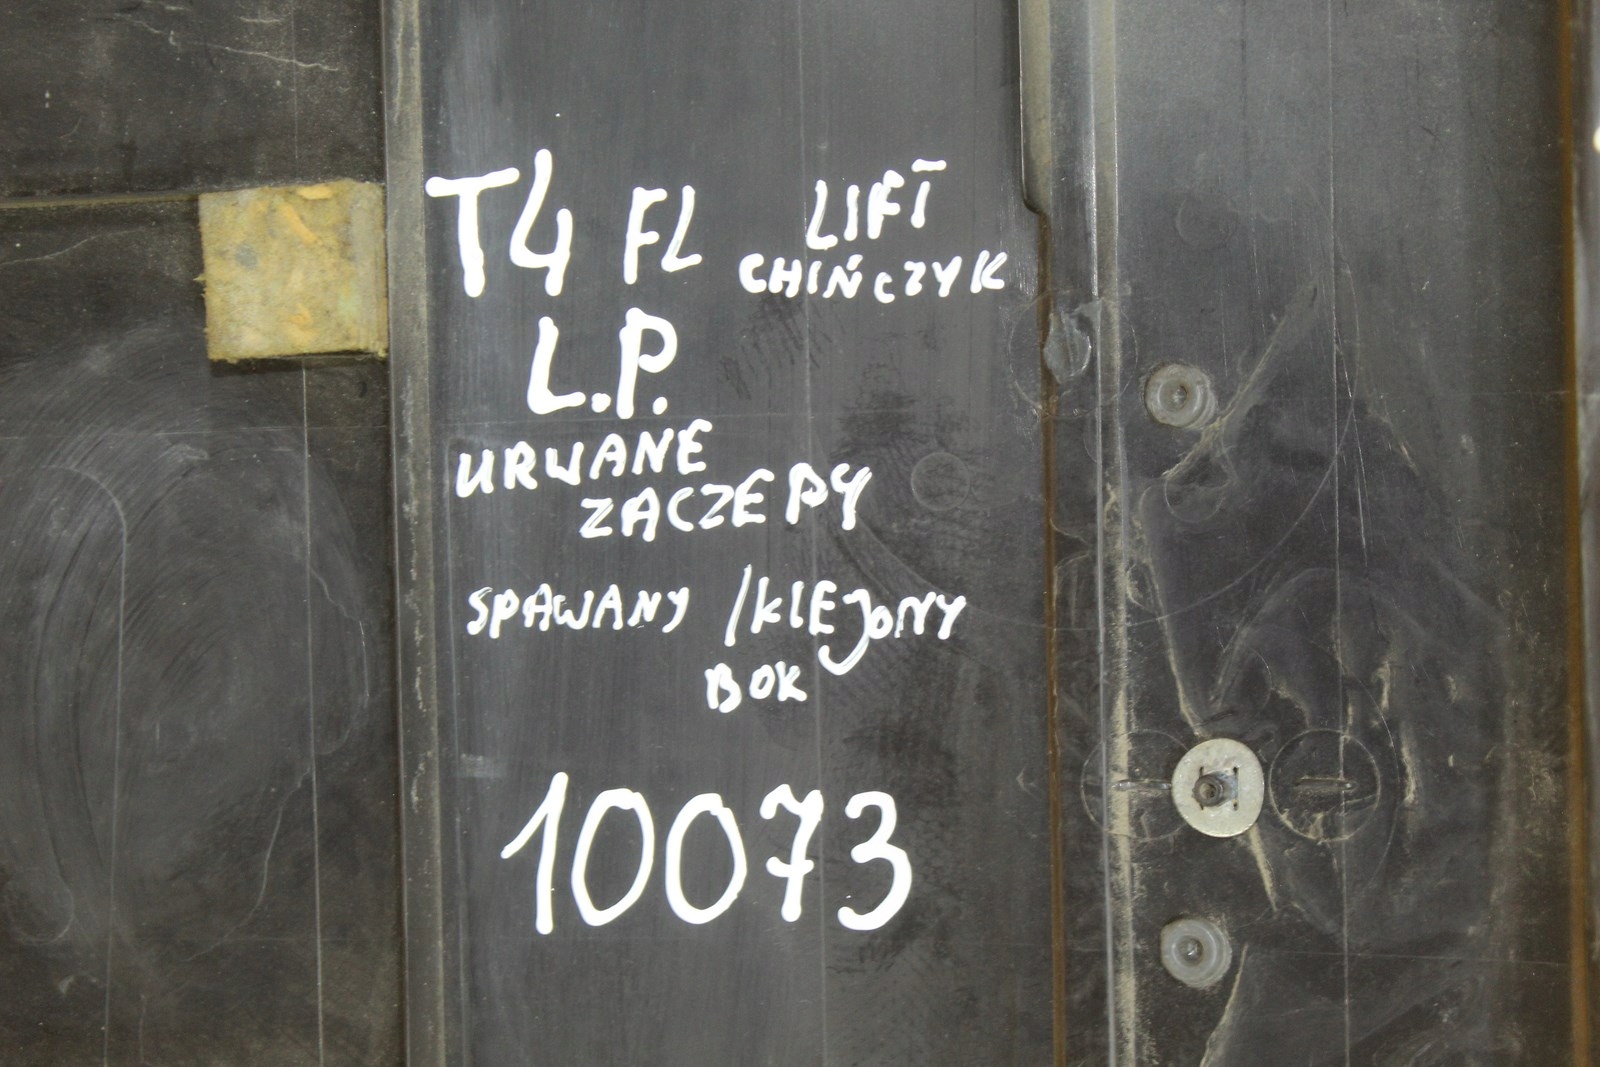 T4 FL LIFT
CHIŃCZYK
L.P.
URWANE
ZACZEPY
SPAWANY /KLEJONY
BOK
10073